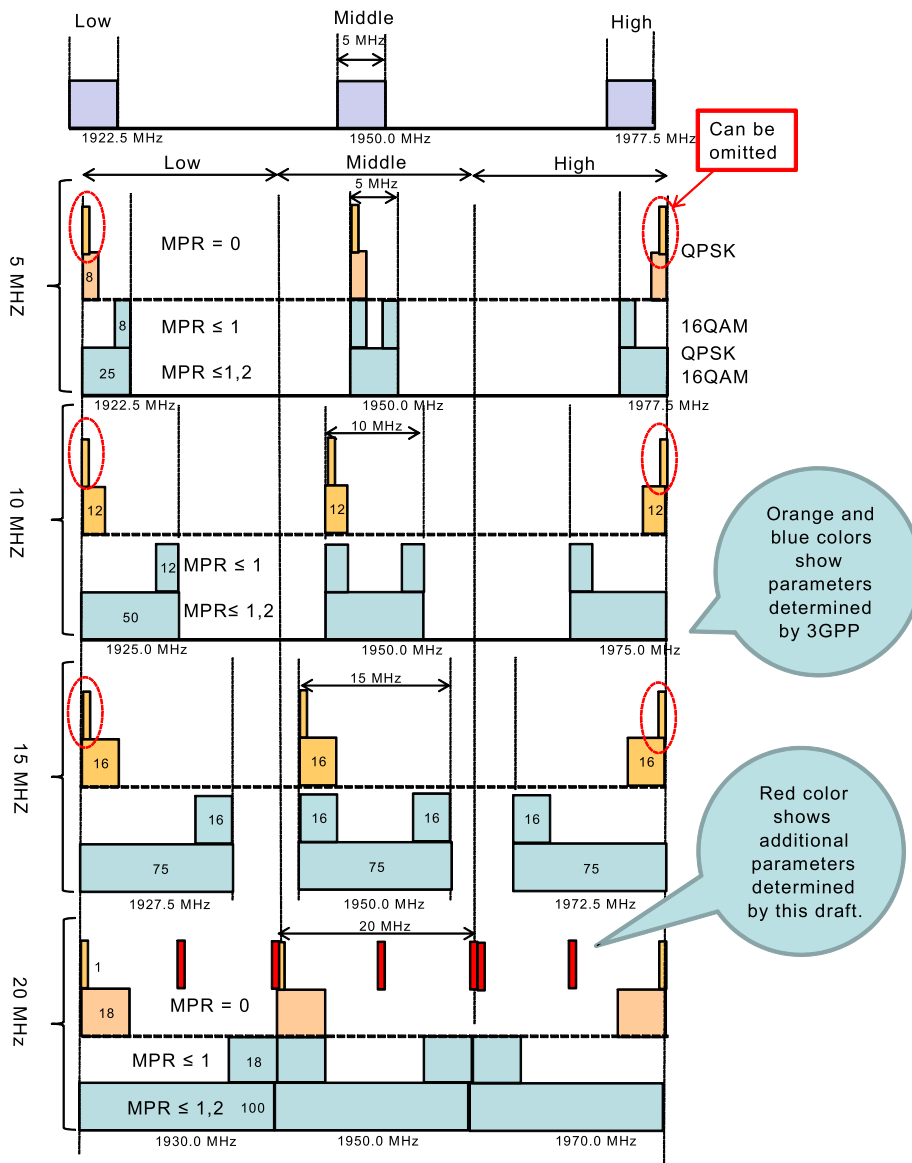 Low
Middle
High
5 MHz
1922.5 MHz
1950.0 MHz
1977.5 MHz
Can be
omitted
Low
Middle
High
5 MHz
5 MHZ
MPR = 0
QPSK
8
8
MPR ≤ 1
16QAM
25
MPR ≤1,2
QPSK
16QAM
1922.5 MHz
1950.0 MHz
1977.5 MHz
10 MHz
10 MHZ
12
12
12
12
MPR ≤ 1
50
MPR≤ 1,2
1925.0 MHz
1950.0 MHz
1975.0 MHz
Orange and
blue colors
show
parameters
determined
by 3GPP
15 MHz
15 MHZ
16
16
16
16
16
16
16
75
75
75
1927.5 MHz
1950.0 MHz
1972.5 MHz
Red color
shows
additional
parameters
determined
by this draft.
20 MHz
20 MHz
1
18
MPR = 0
MPR ≤ 1
18
MPR ≤ 1,2
100
1930.0 MHz
1950.0 MHz
1970.0 MHz